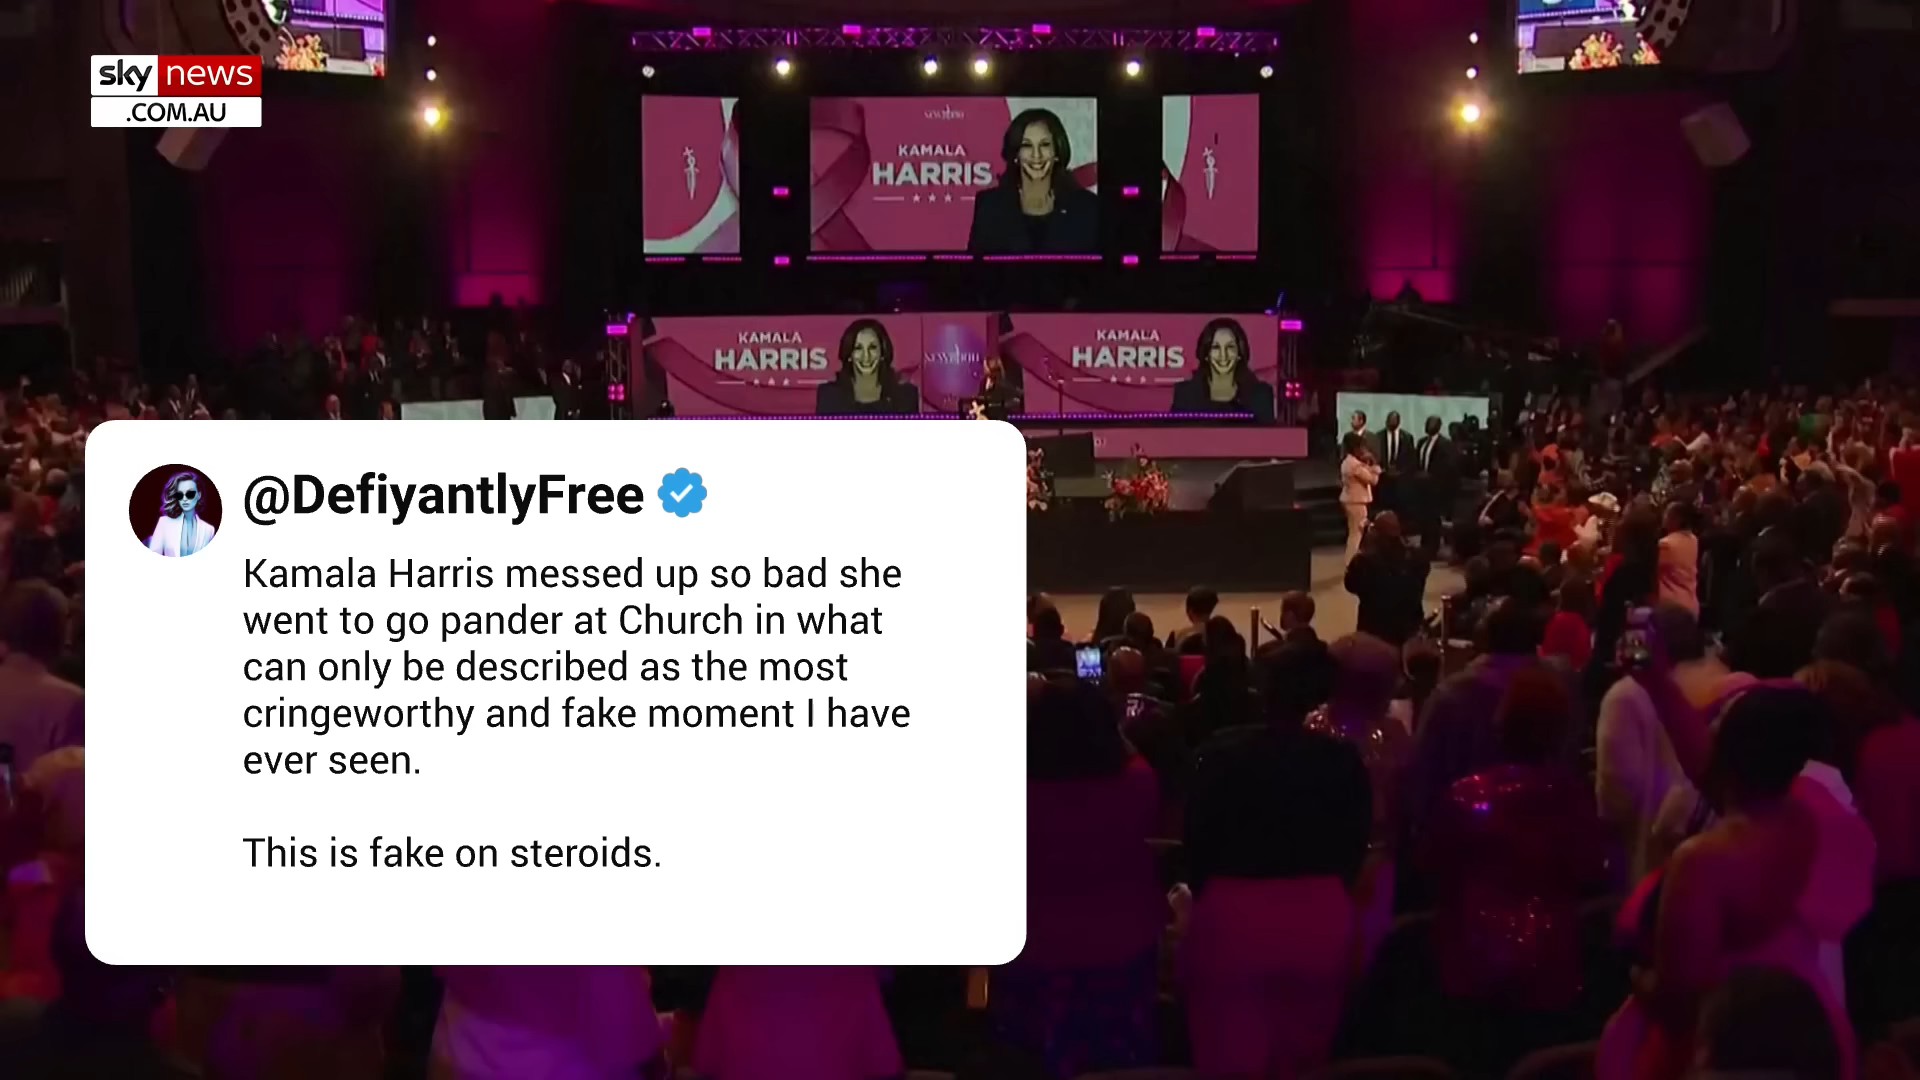 sky news
.COM.AU
KAMALA
HARRIS
KAMALA
HARRIS
KAMALA
HARRIS
@DefiyantlyFree
Kamala Harris messed up so bad she
went to go pander at Church in what
can only be described as the most
cringeworthy and fake moment I have
ever seen.
This is fake on steroids.